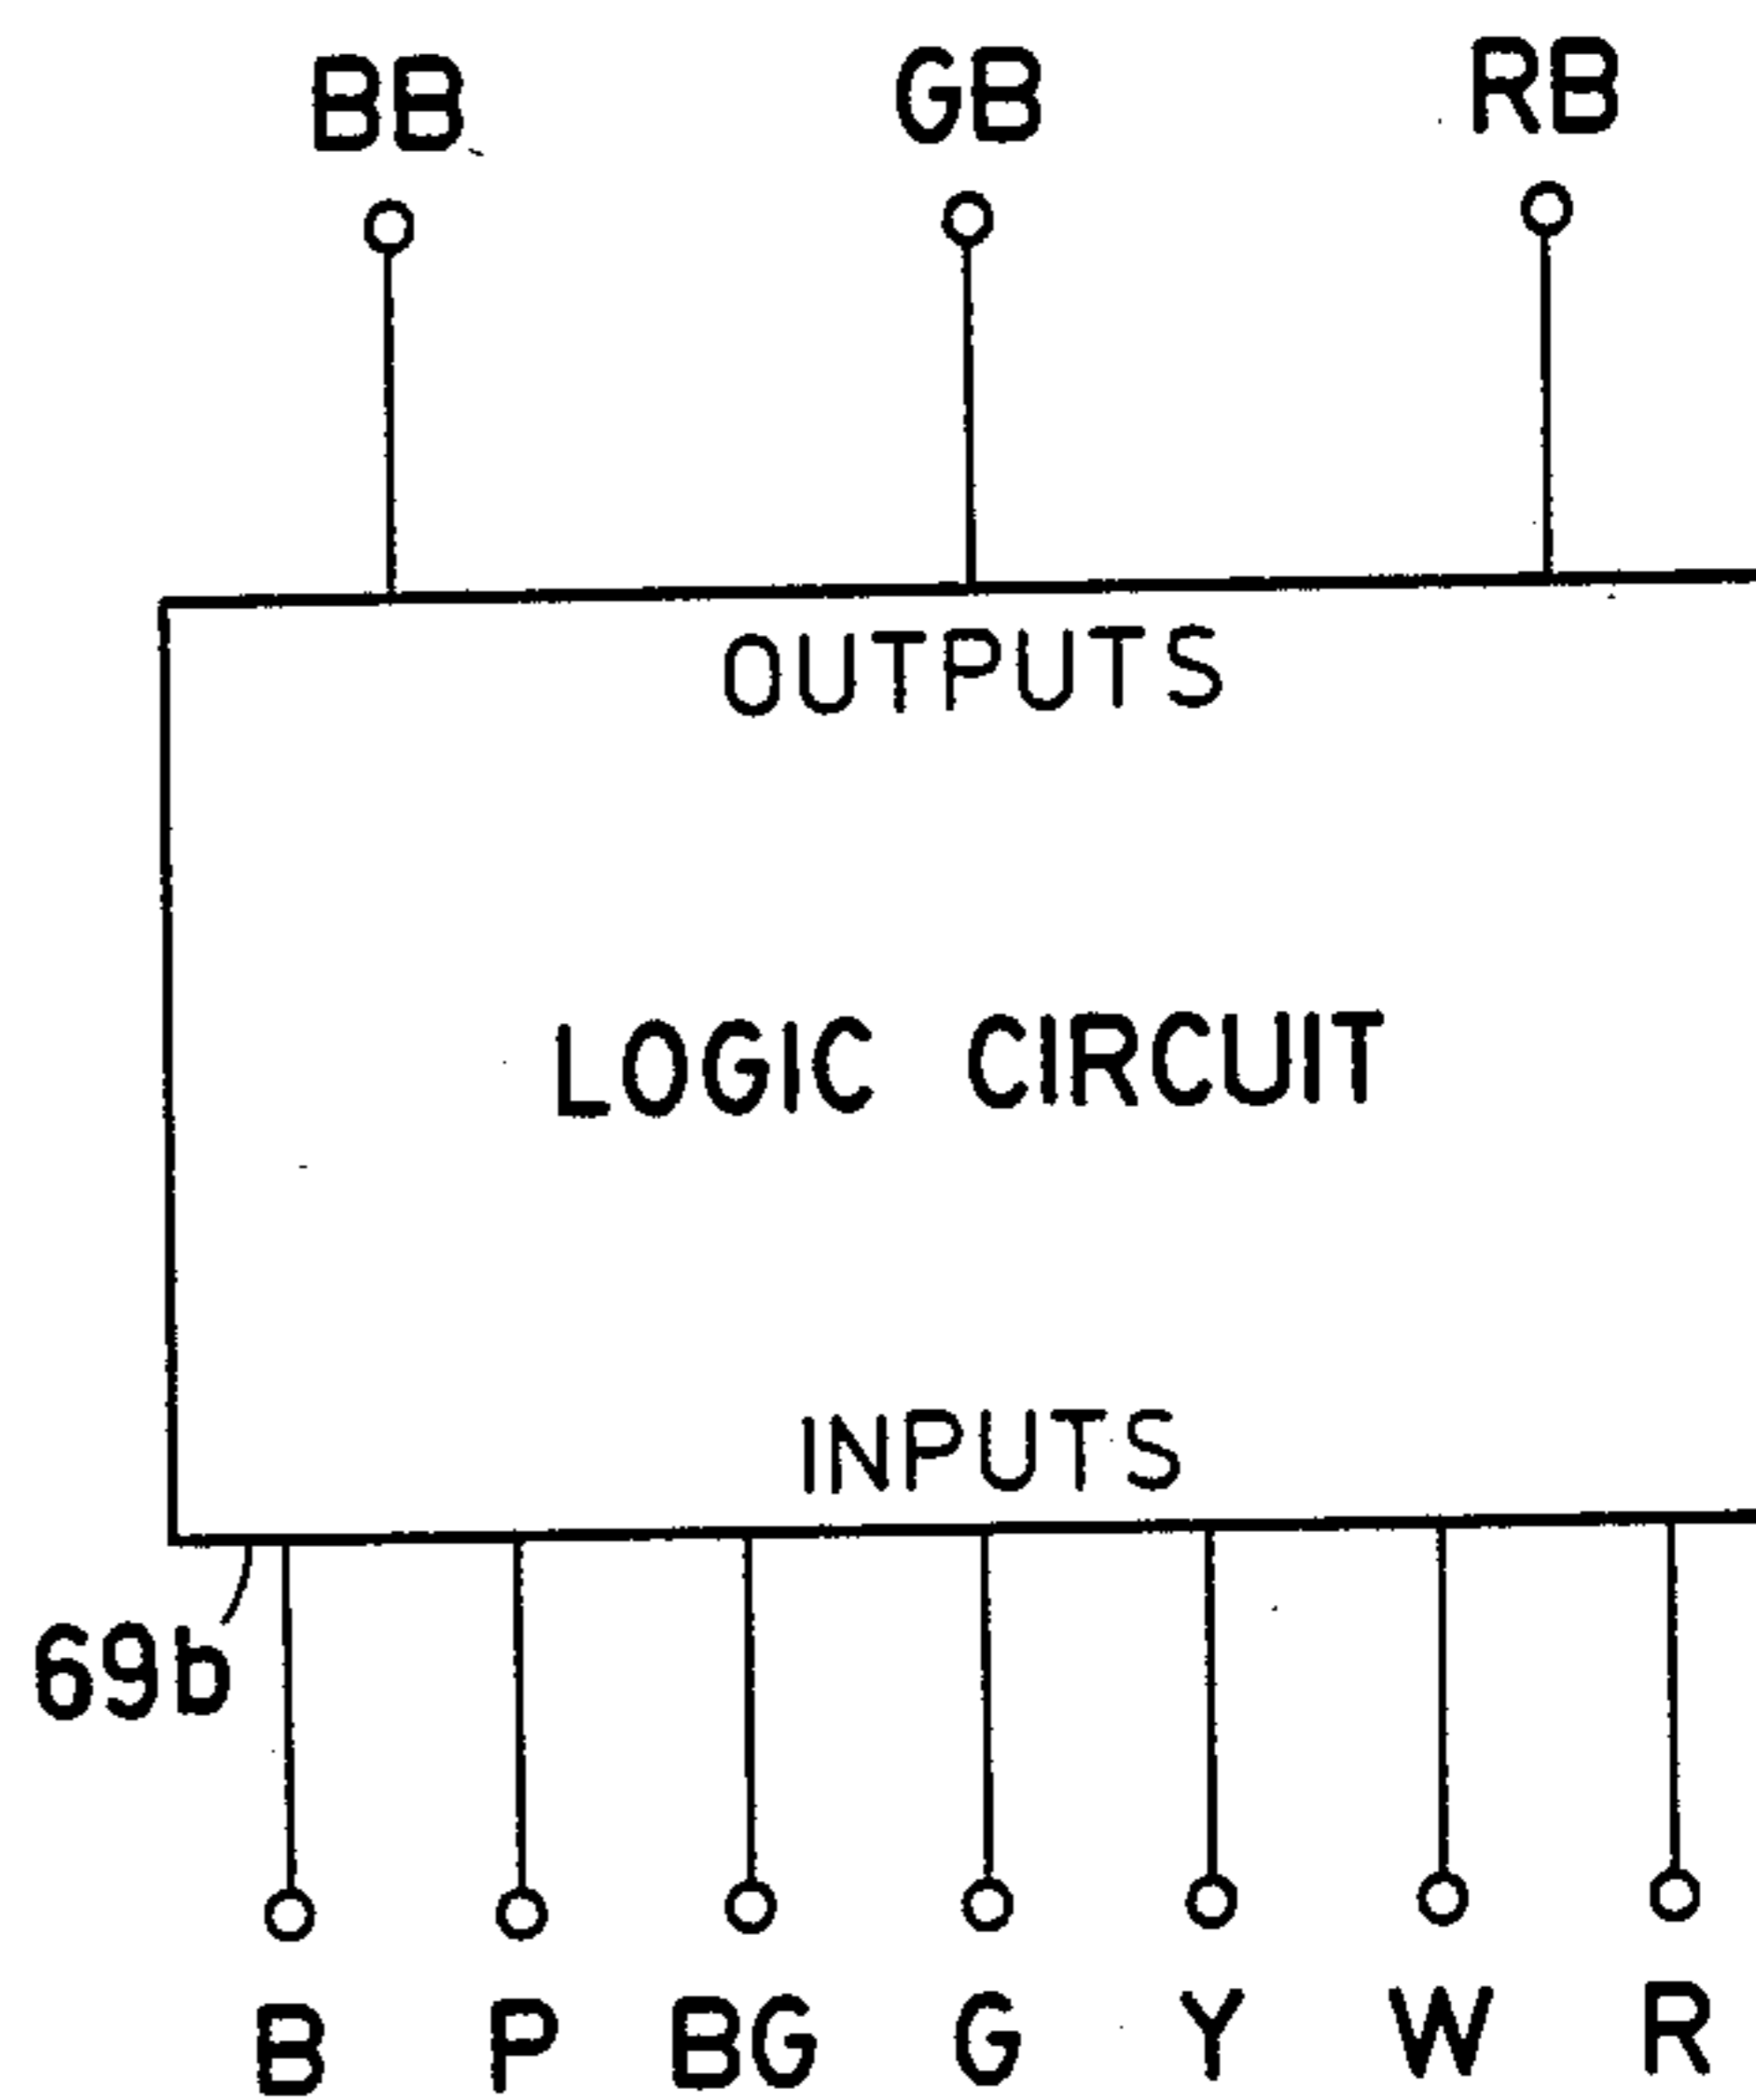 BB GB RB
OUTPUTS
LOGIC CIRCUIT
INPUTS
69b
B P BG G Y W R